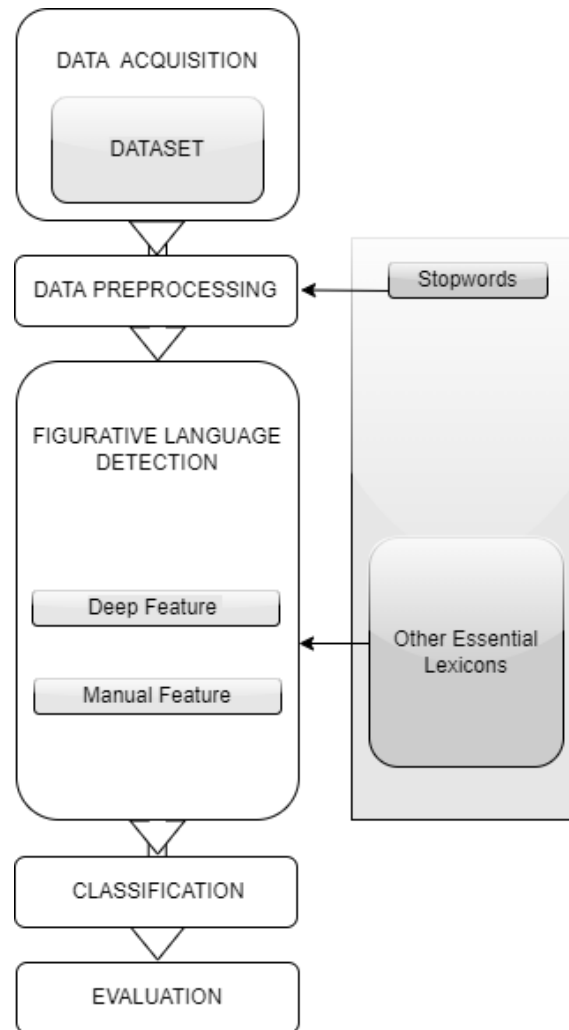 DATA ACQUISITION
DATASET
DATA PREPROCESSING
Stopwords
FIGURATIVE LANGUAGE
DETECTION
Deep Feature
Manual Feature
Other Essential
Lexicons
CLASSIFICATION
EVALUATION